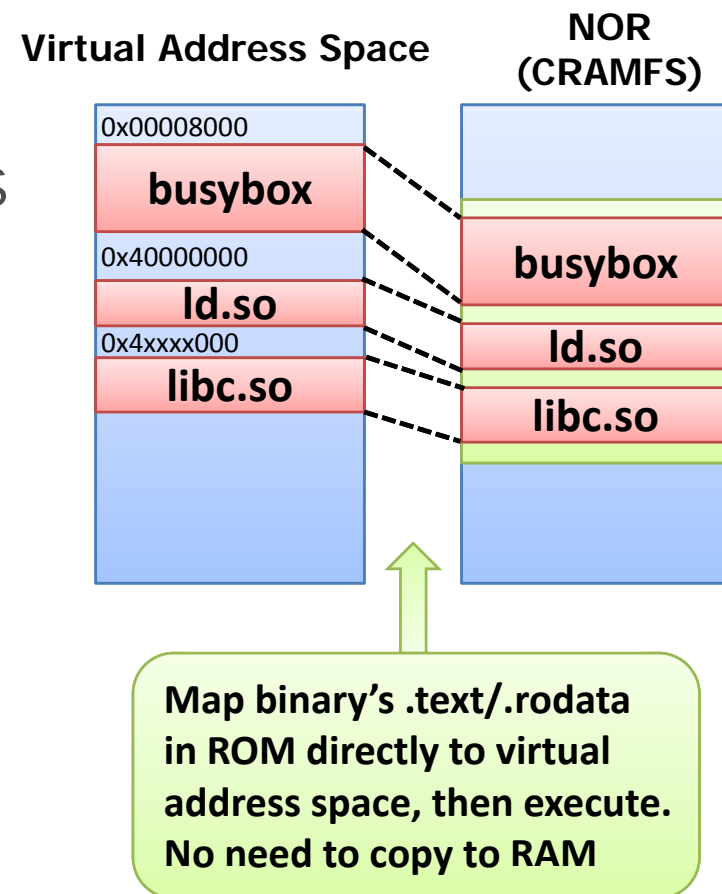 Virtual Address Space
NOR
(CRAMFS)
S
0x00008000
busybox
0x40000000
ld.so
0x4xxxx000
libc.so
busybox
ld.so
libc.so
Map binary’s .text/.rodata
in ROM directly to virtual
address space, then execute.
No need to copy to RAM